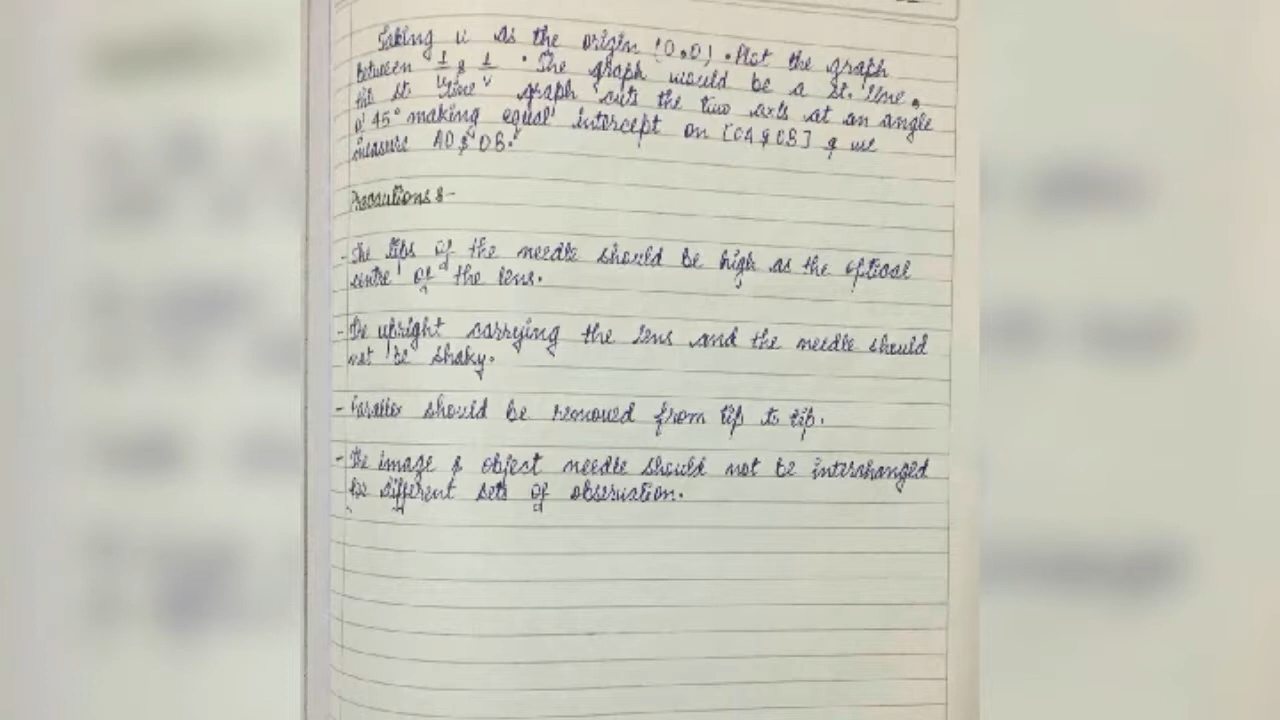 Taking u as the origin (0,0). Plot the graph
between 1/u & 1/v. The graph would be a st. line.
the st. line graph cuts the two axis at an angle
of 45° making equal intercept on [OA & OB] & we
measure AO & OB.
Precautions :-
- The tips of the needle should be high as the optical
centre of the lens.
- The upright carrying the lens and the needle should
not be shaky.
- Parallax should be removed from tip to tip.
- The image & object needle should not be interchanged
for different sets of observation.